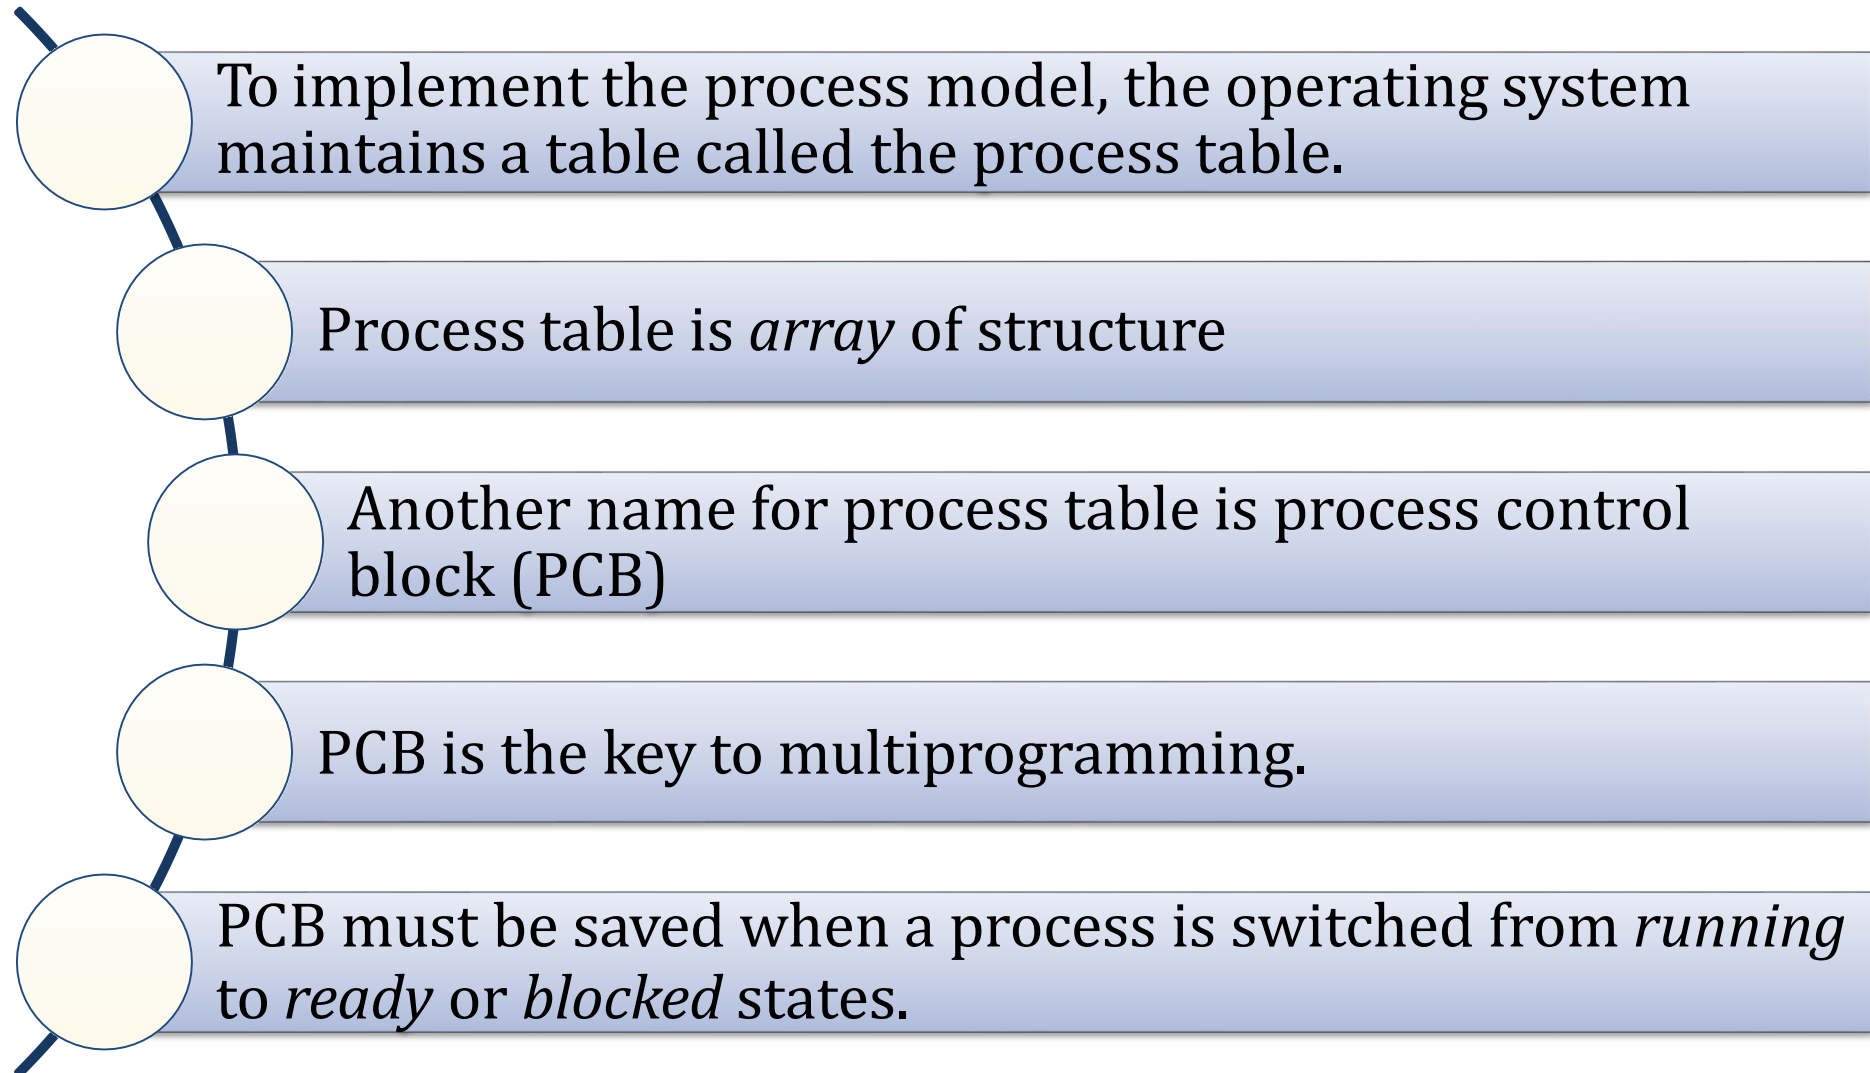 To implement the process model, the operating system
maintains a table called the process table.
Process table is array of structure
Another name for process table is process control
block (PCB)
PCB is the key to multiprogramming.
PCB must be saved when a process is switched from running
to ready or blocked states.